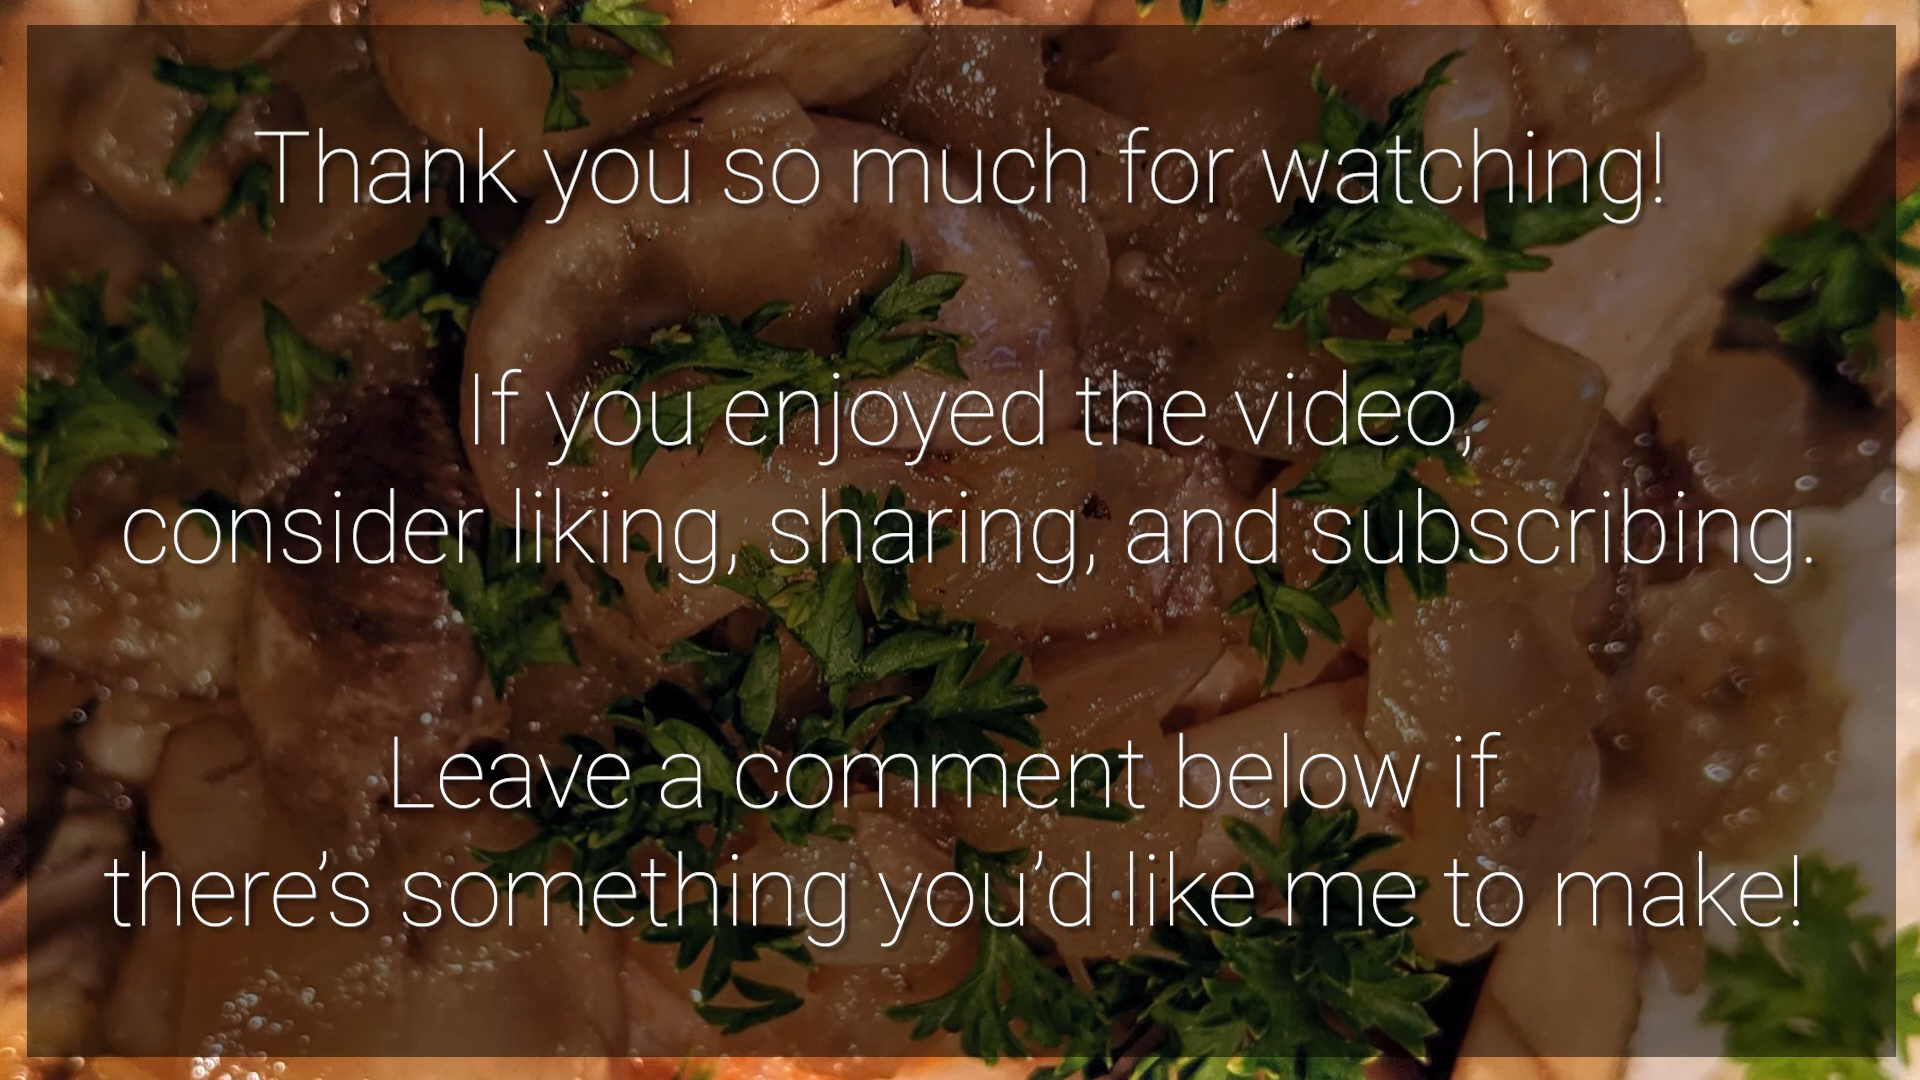 Thank you so much for watching!
If you enjoyed the video,
consider liking, sharing, and subscribing.
Leave a comment below if
there’s something you’d like me to make!